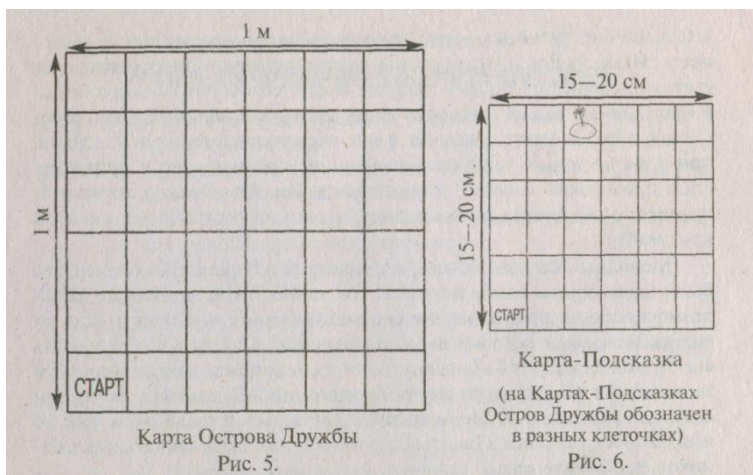 1 м
1 м
СТАРТ
Карта Острова Дружбы
Рис. 5.
15–20 см
15–20 см
СТАРТ
Карта-Подсказка
(на Картах-Подсказках
Остров Дружбы обозначен
в разных клеточках)
Рис. 6.